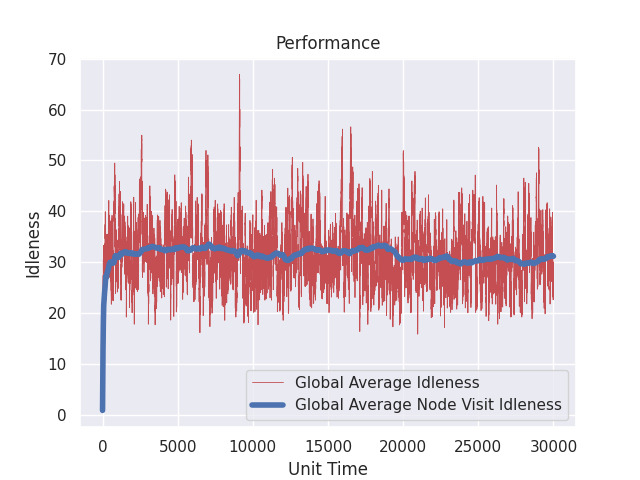 Performance
70
60
50
40
30
20
10
0
Idleness
0 5000 10000 15000 20000 25000 30000
Unit Time
Global Average Idleness
Global Average Node Visit Idleness